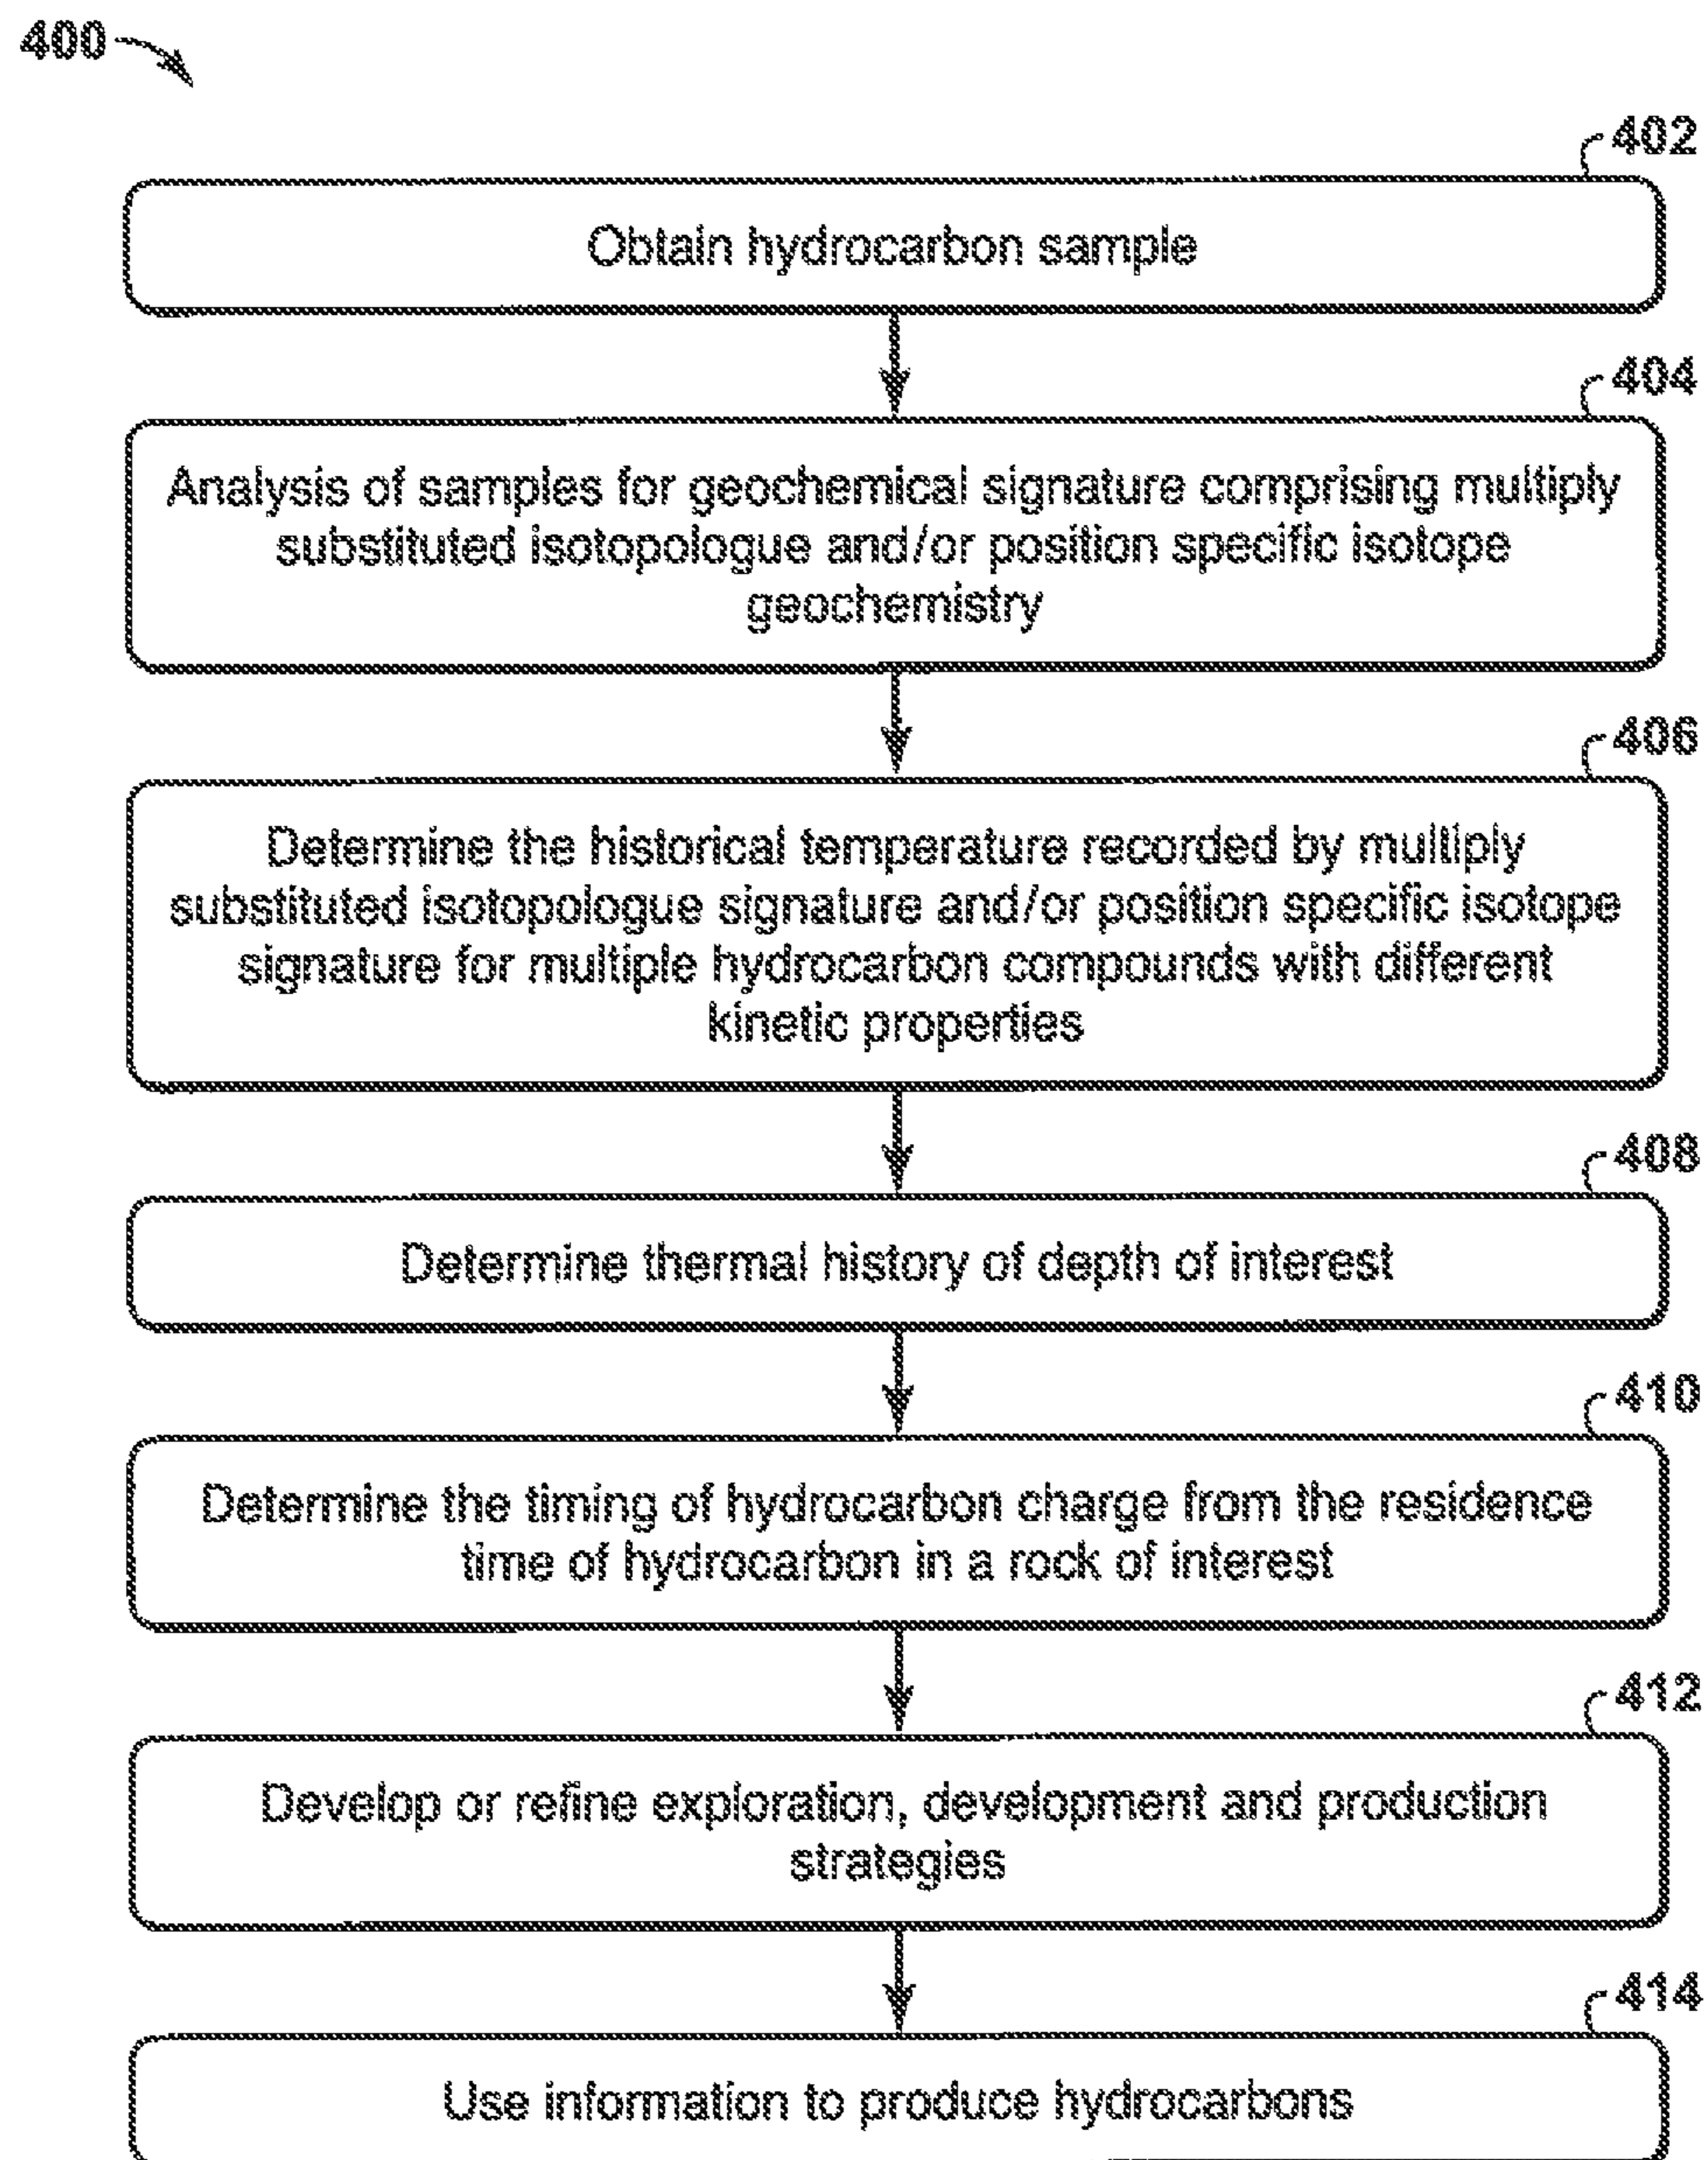 400
402
Obtain hydrocarbon sample
404
Analysis of samples for geochemical signature comprising multiply
substituted isotopologue and/or position specific isotope
geochemistry
406
Determine the historical temperature recorded by multiply
substituted isotopologue signature and/or position specific isotope
signature for multiple hydrocarbon compounds with different
kinetic properties
408
Determine thermal history of depth of interest
410
Determine the timing of hydrocarbon charge from the residence
time of hydrocarbon in a rock of interest
412
Develop or refine exploration, development and production
strategies
414
Use information to produce hydrocarbons